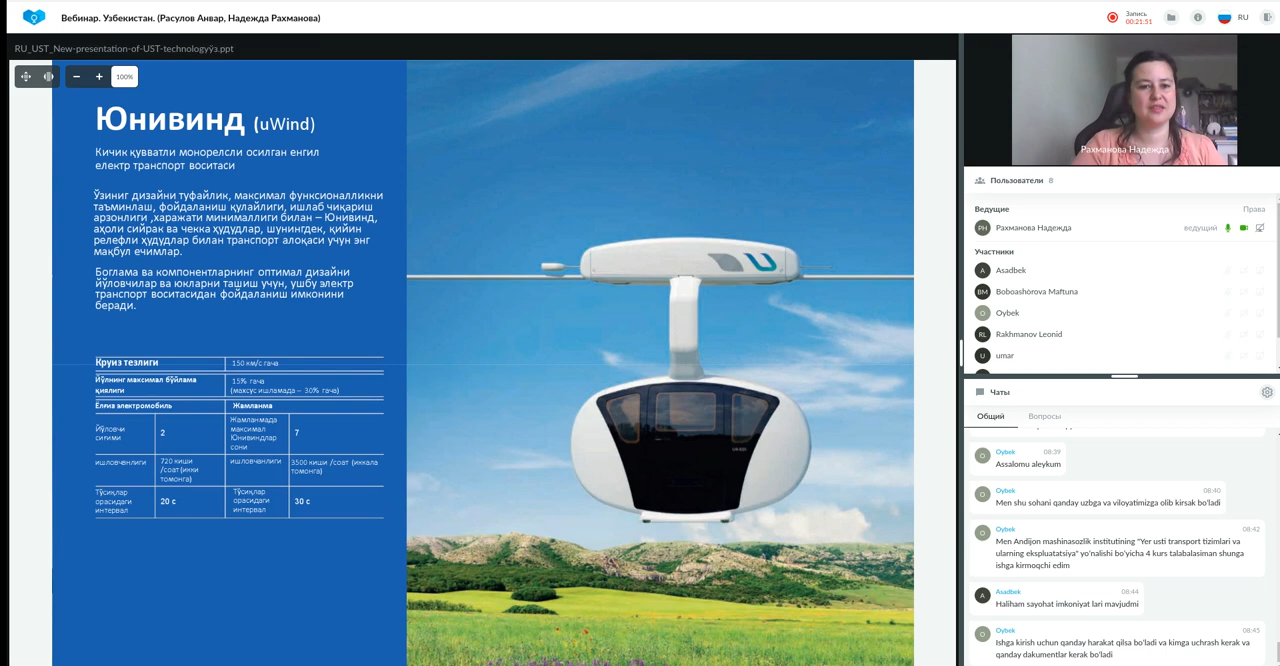 Вебинар. Узбекистан. (Расулов Анвар, Надежда Рахманова)
Запись
00:21:51
RU
RU_UST_New-presentation-of-UST-technologyўз.ppt
100%
Юнивинд (uWind)
Кичик қувватли монорелсли осилган енгил
електр транспорт воситаси
Ўзиниг дизайни туфайлик, максимал функсионалликни
таъминлаш, фойдаланиш қулайлиги, ишлаб чиқариш
арзонлиги ,харажати минималлиги билан – Юнивинд,
аҳоли сийрак ва чекка ҳудудлар, шунингдек, қийин
релефли ҳудудлар билан транспорт алоқаси учун энг
мақбул ечимлар.
Боглама ва компонентларнинг оптимал дизайни
йўловчилар ва юкларни ташиш учун, ушбу электр
транспорт воситасидан фойдаланиш имконини
беради.
Круиз тезлиги
150 км/с гача
Йўлнинг максимал бўйлама
қиялиги
15% гача
(махсус ишламада – 30% гача)
Ёлғиз электромобиль
Жамланма
Йўловчи
сиғими
2
Жамланмада
максимал
Юнивиндлар
сони
7
ишловченлиги
720 киши
/соат (икки
томонга)
ишловченлиги
3500 киши /соат (иккала
томонга)
Тўсиқлар
орасидаги
интервал
20 с
Тўсиқлар
орасидаги
интервал
30 с
Рахманова Надежда
Пользователи 8
Ведущие
Права
РН
Рахманова Надежда
ведущий
Участники
A
Asadbek
BM
Boboashorova Maftuna
O
Oybek
RL
Rakhmanov Leonid
U
umar
Чаты
Общий
Вопросы
O
Oybek 08:39
Assalomu aleykum
O
Oybek 08:40
Men shu sohani qanday uzbga va viloyatimizga olib kirsak bo'ladi
O
Oybek 08:42
Men Andijon mashinasozlik institutining "Yer usti transport tizimlari va
ularning ekspluatatsiya" yo'nalishi bo'yicha 4 kurs talabalasiman shunga
ishga kirmoqchi edim
A
Asadbek 08:44
Haliham sayohat imkoniyat lari mavjudmi
O
Oybek 08:45
Ishga kirish uchun qanday harakat qilsa bo'ladi va kimga uchrash kerak va
qanday dakumentlar kerak bo'ladi